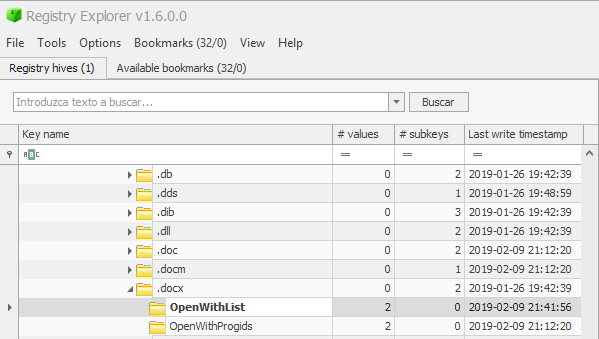 Registry Explorer v1.6.0.0
File Tools Options Bookmarks (32/0) View Help
Registry hives (1) Available bookmarks (32/0)
Introduzca texto a buscar... Buscar
Key name # values # subkeys Last write timestamp
ABC = = =
.db 0 2 2019-01-26 19:42:39
.dds 0 1 2019-01-26 19:48:59
.dib 0 3 2019-01-26 19:42:39
.dll 0 2 2019-01-26 19:42:39
.doc 0 2 2019-02-09 21:12:20
.docm 0 1 2019-02-09 21:12:20
.docx 0 2 2019-01-26 19:42:39
OpenWithList 2 0 2019-02-09 21:41:56
OpenWithProgids 2 0 2019-02-09 21:12:20